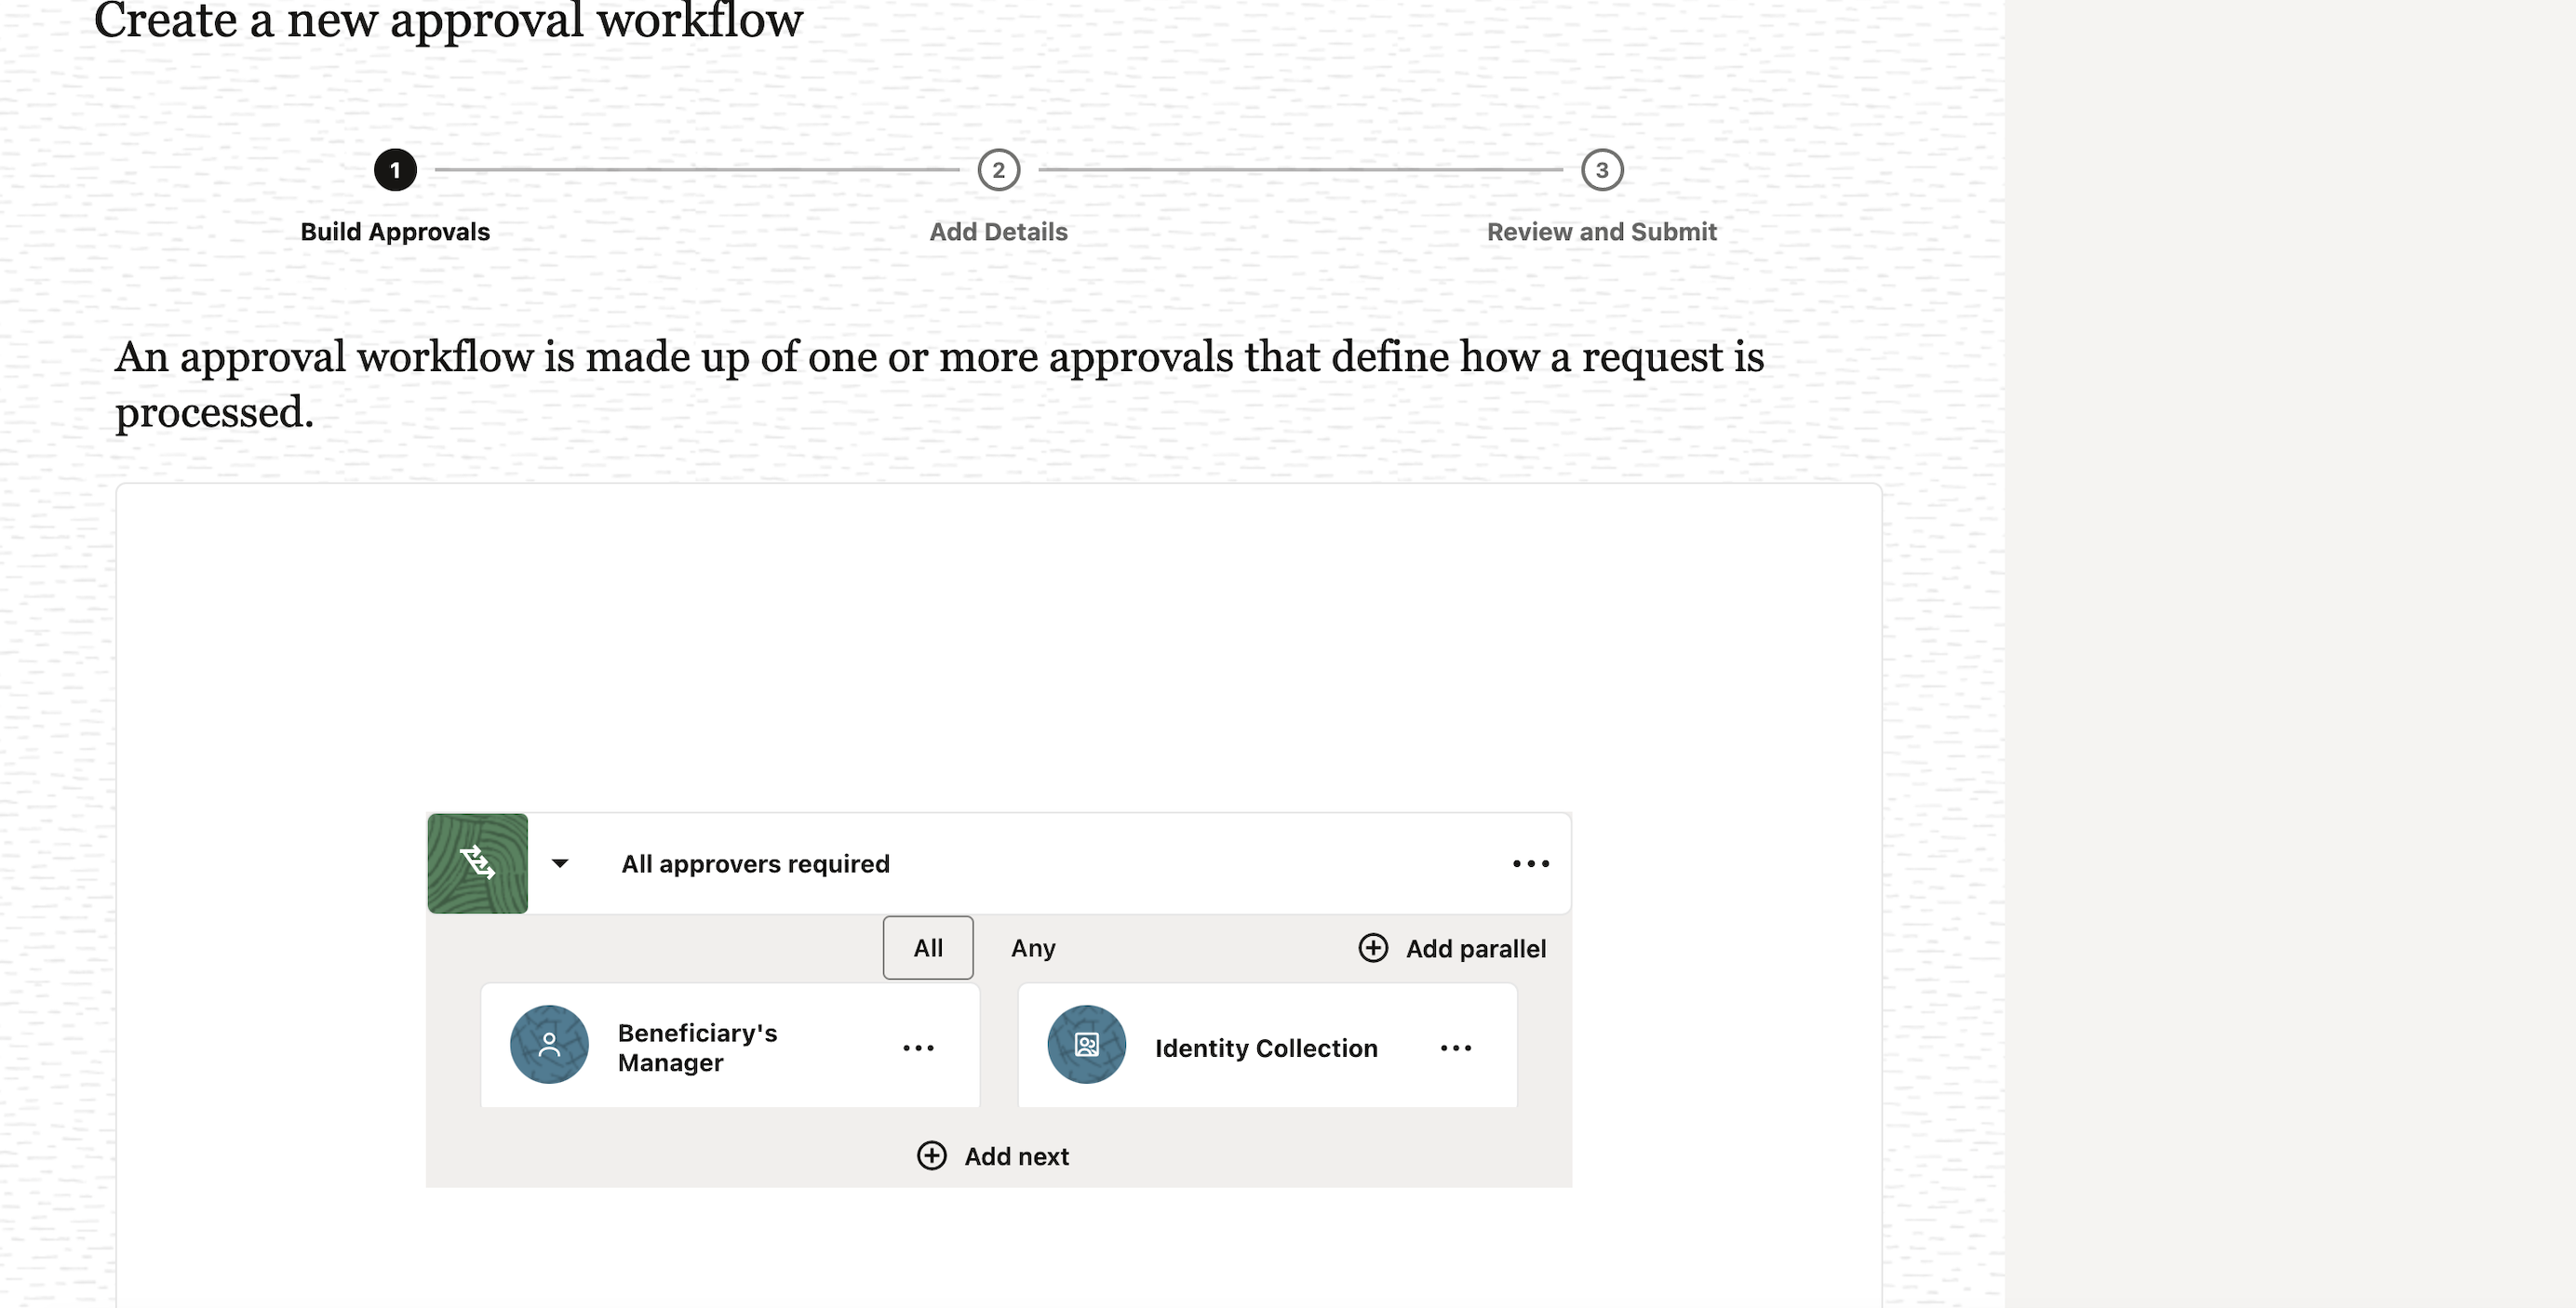 Create a new approval workflow
1
2
3
Build Approvals
Add Details
Review and Submit
An approval workflow is made up of one or more approvals that define how a request is
processed.
All approvers required
All
Any
Add parallel
Beneficiary's
Manager
Identity Collection
Add next